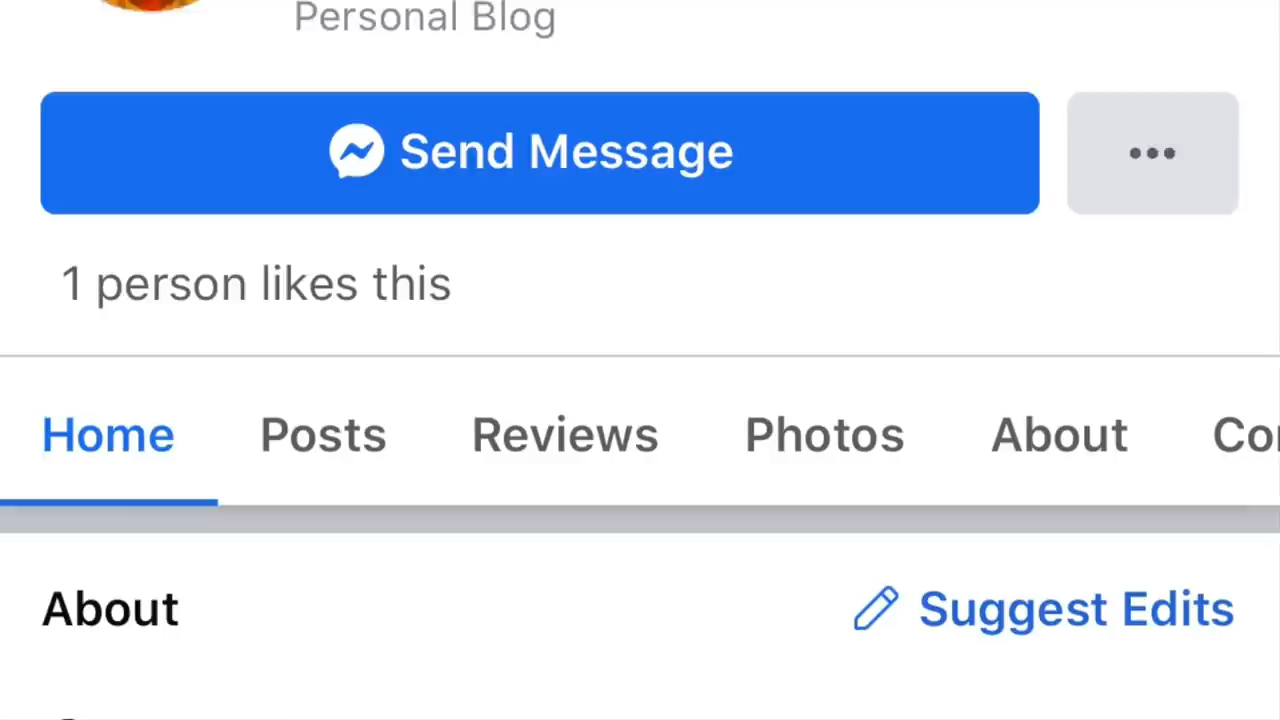 Personal Blog
Send Message
1 person likes this
Home Posts Reviews Photos About
About Suggest Edits